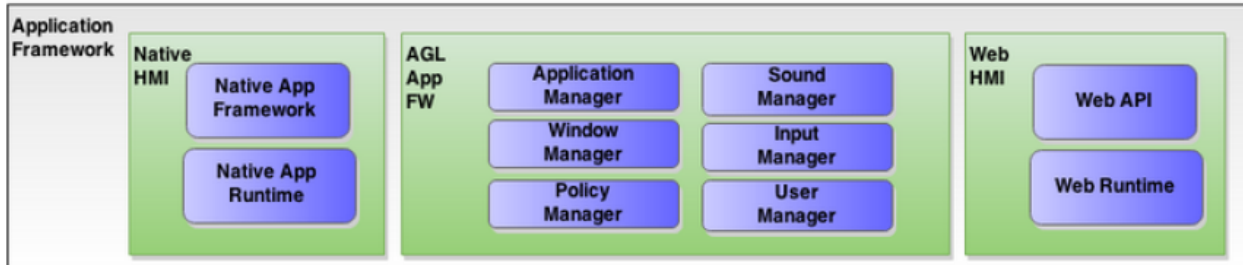 Application
Framework
Native
HMI
Native App
Framework
Native App
Runtime
AGL
App
FW
Application
Manager
Sound
Manager
Window
Manager
Input
Manager
Policy
Manager
User
Manager
Web
HMI
Web API
Web Runtime